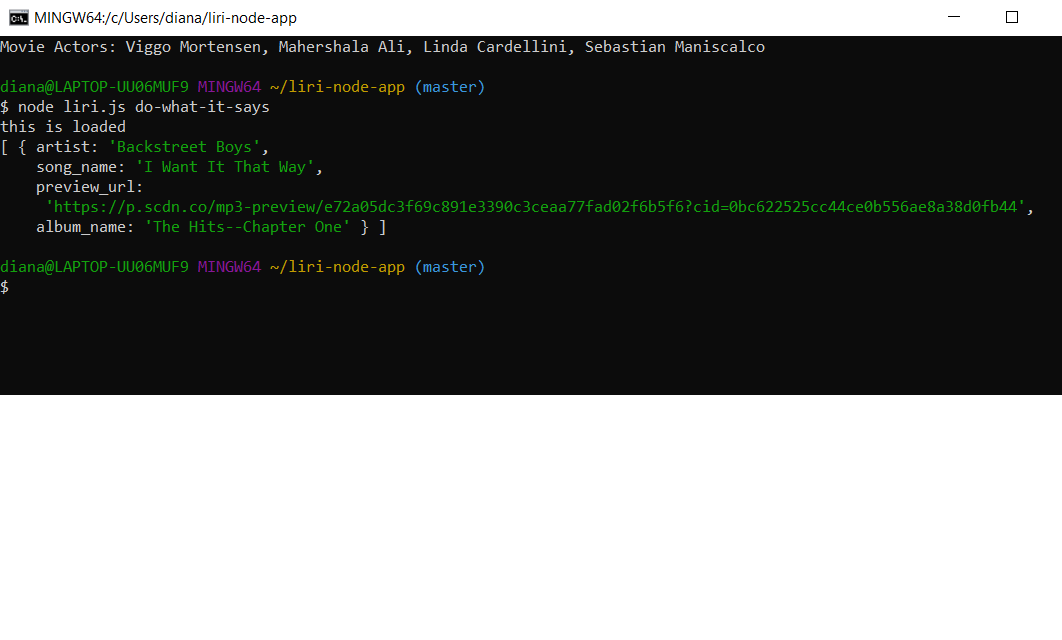 MINGW64:/c/Users/diana/liri-node-app
Movie Actors: Viggo Mortensen, Mahershala Ali, Linda Cardellini, Sebastian Maniscalco
diana@LAPTOP-UU06MUF9 MINGW64 ~/liri-node-app (master)
$ node liri.js do-what-it-says
this is loaded
[ { artist: 'Backstreet Boys',
song_name: 'I Want It That Way',
preview_url:
'https://p.scdn.co/mp3-preview/e72a05dc3f69c891e3390c3ceaa77fad02f6b5f6?cid=0bc622525cc44ce0b556ae8a38d0fb44',
album_name: 'The Hits--Chapter One' } ]
diana@LAPTOP-UU06MUF9 MINGW64 ~/liri-node-app (master)
$